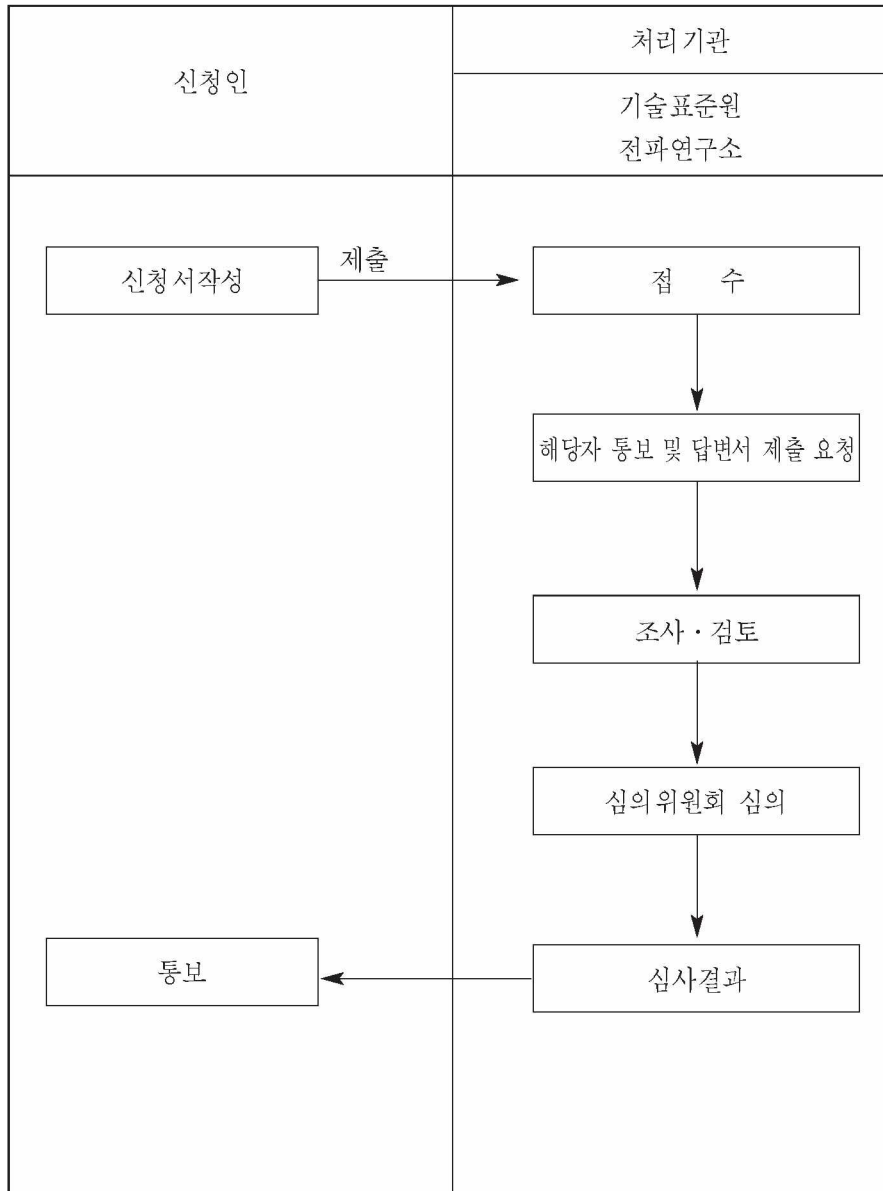 신청인
처리기관
기술표준원
전파연구소
신청서작성
제출
접 수
해당자 통보 및 답변서 제출 요청
조사·검토
심의위원회 심의
통보
심사결과